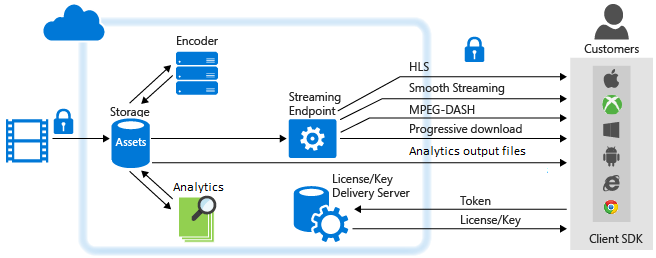 Encoder
Customers
HLS
Smooth Streaming
Streaming
Endpoint
Storage
MPEG-DASH
Progressive download
Assets
Analytics output files
Analytics
License/Key
Delivery Server
Token
License/Key
Client SDK